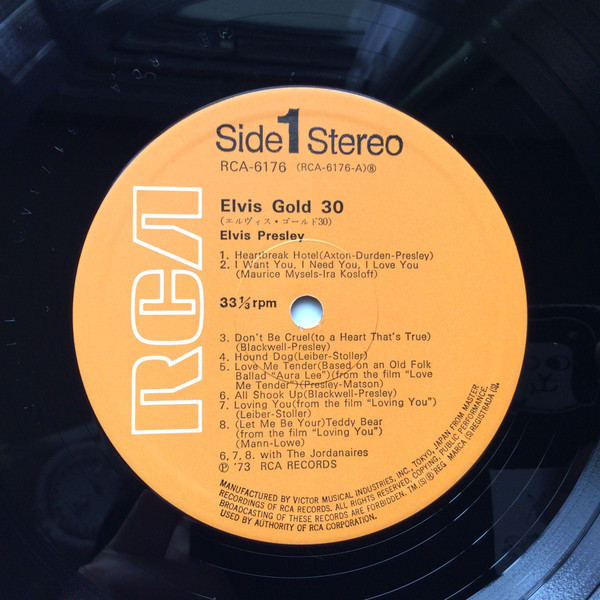 Side 1 Stereo
RCA-6176 (RCA-6176-A)Ⓡ
Elvis Gold 30
(エルヴィス・ゴールド30)
Elvis Presley
1. Heartbreak Hotel(Axton-Durden-Presley)
2. I Want You, I Need You, I Love You
(Maurice Mysels-Ira Kosloff)
33 1/3 rpm
3. Don't Be Cruel(to a Heart That's True)
(Blackwell-Presley)
4. Hound Dog(Leiber-Stoller)
5. Love Me Tender(Based on an Old Folk
Ballad "Aura Lee")(from the film "Love
Me Tender")(Presley-Matson)
6. All Shook Up(Blackwell-Presley)
7. Loving You(from the film "Loving You")
(Leiber-Stoller)
8. (Let Me Be Your)Teddy Bear
(from the film "Loving You")
(Mann-Lowe)
6, 7, 8. with The Jordanaires
Ⓟ '73 RCA RECORDS
MANUFACTURED BY VICTOR MUSICAL INDUSTRIES, INC., TOKYO, JAPAN FROM MASTER
RECORDINGS OF RCA RECORDS. ALL RIGHTS RESERVED, COPYING, PUBLIC PERFORMANCE,
BROADCASTING OF THESE RECORDS ARE FORBIDDEN. TM.(S)® REG MARCA (S) REGISTRADA (S).
USED BY AUTHORITY OF RCA CORPORATION.
RCA